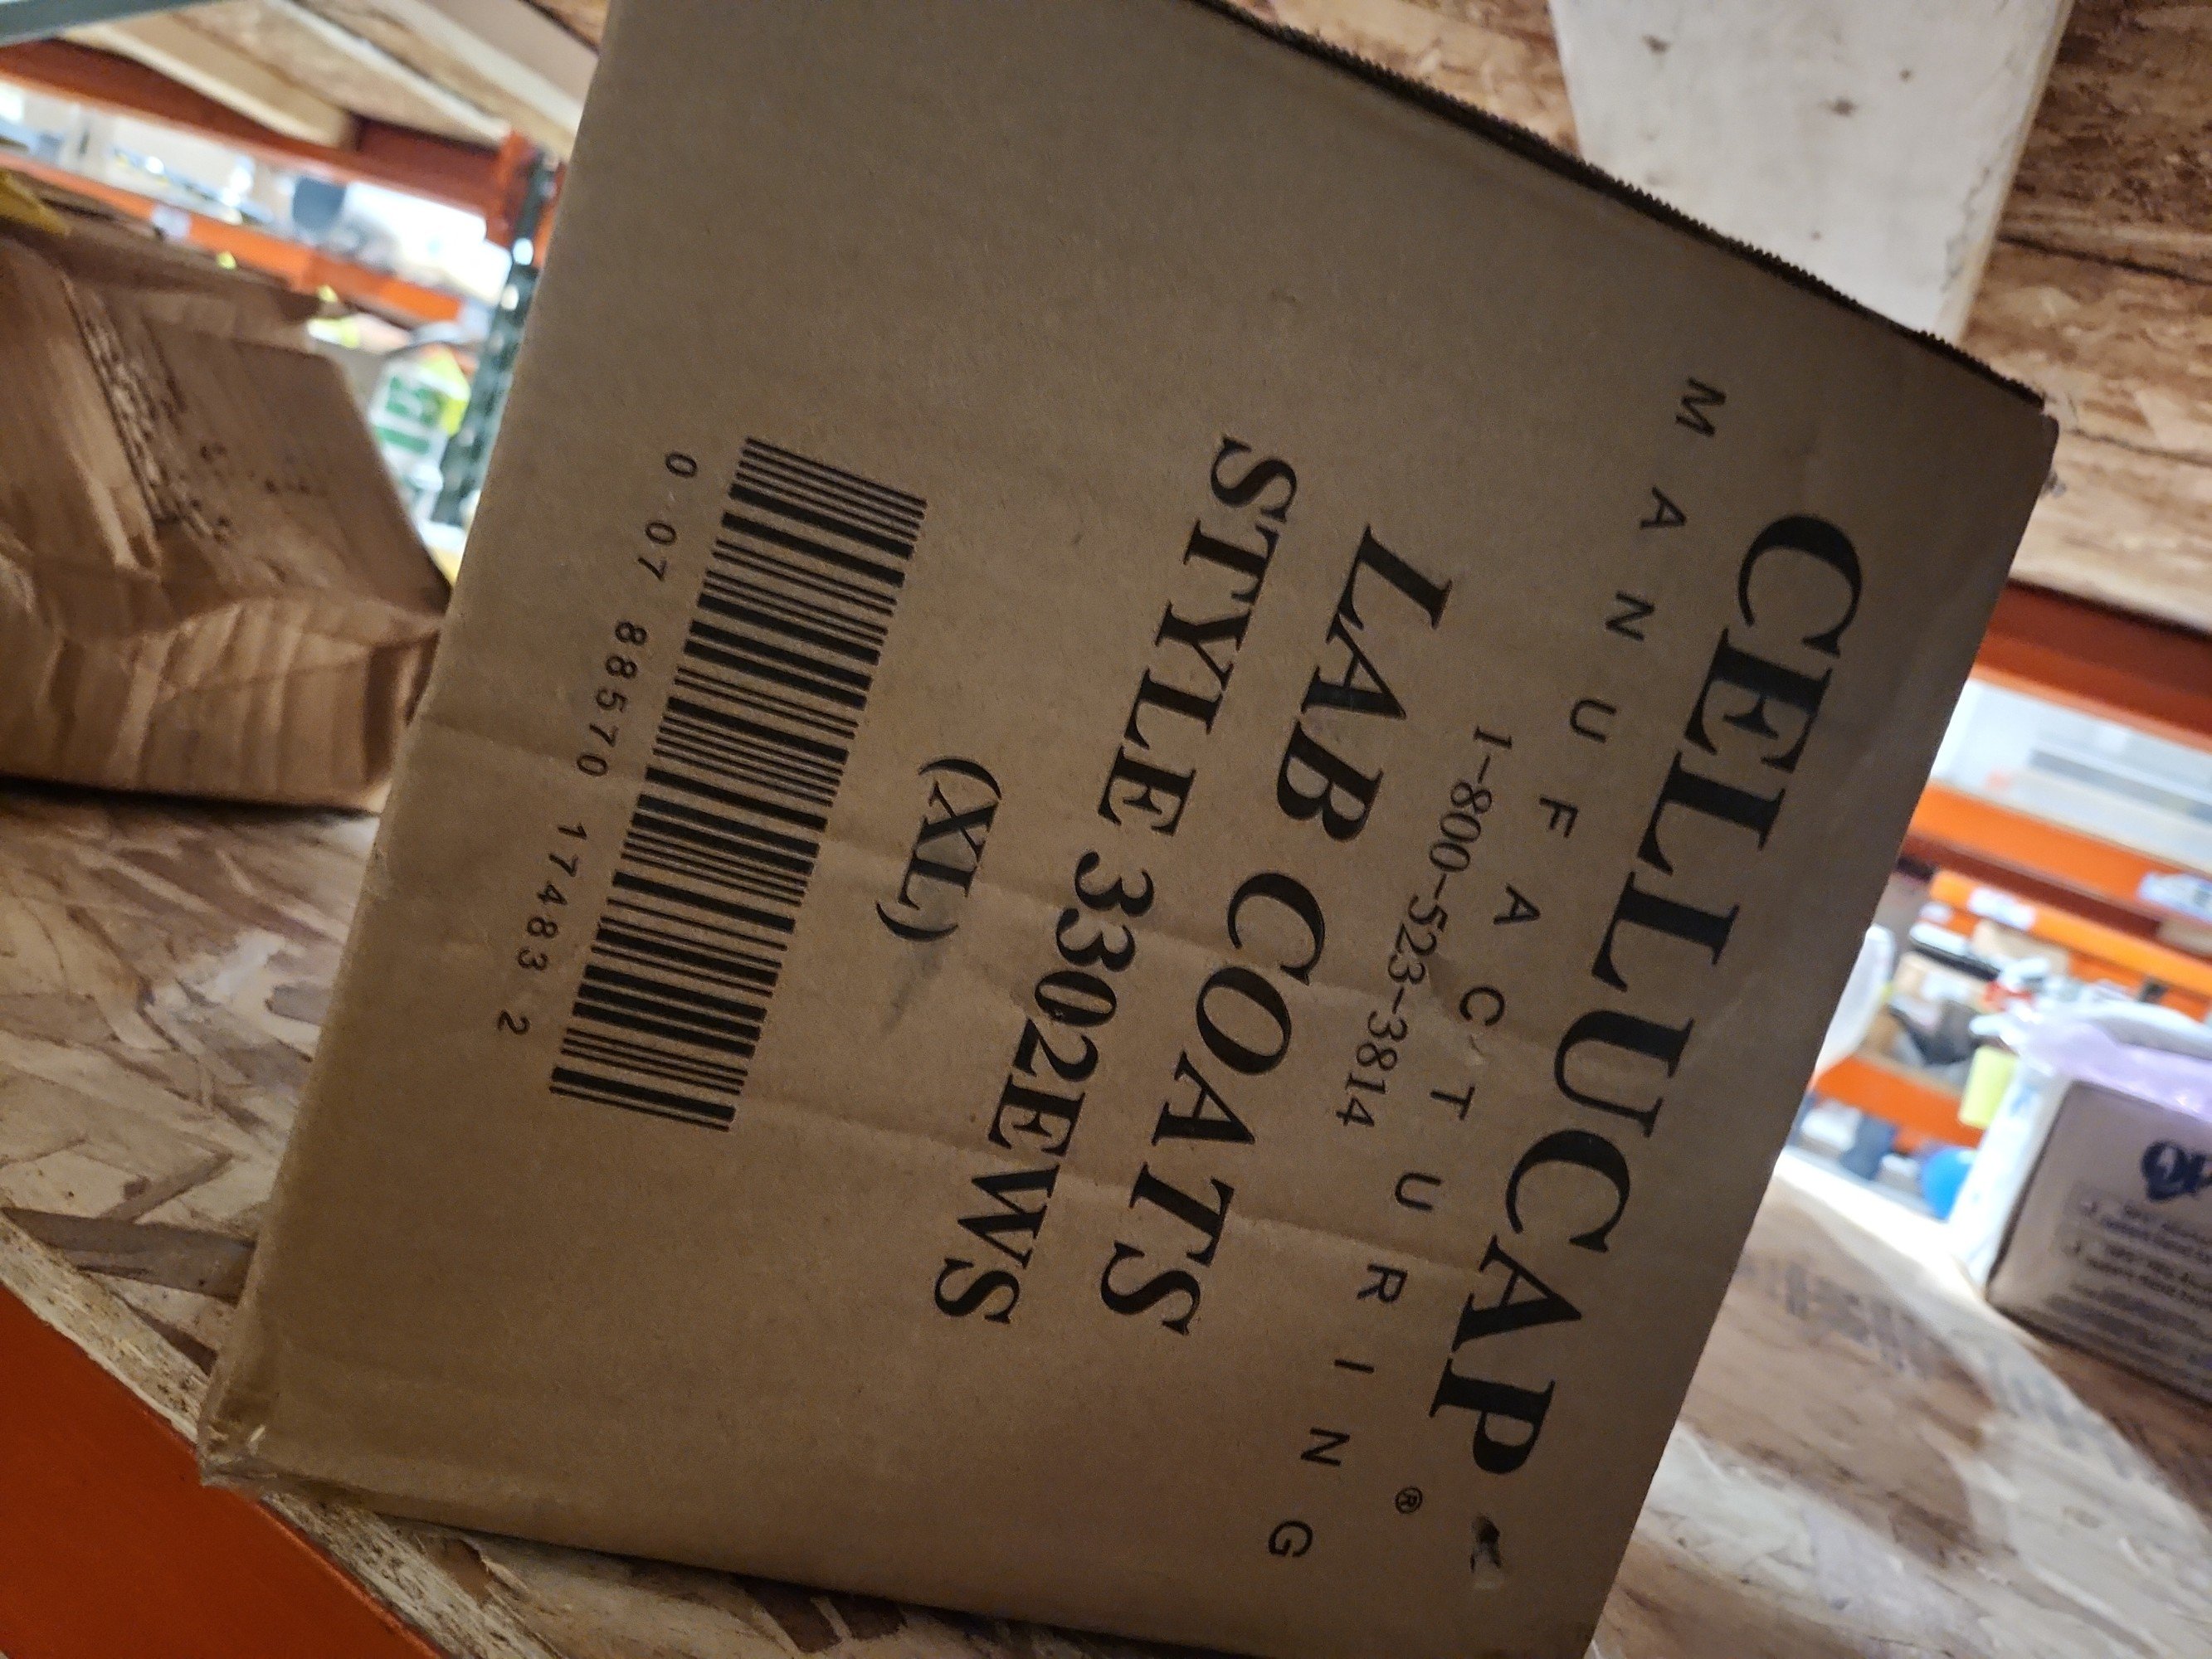 CELLUCAP
MANUFACTURING®
1-800-523-3814
LAB COATS
STYLE 3302EWS
(XL)
0 07 88570 17483 2